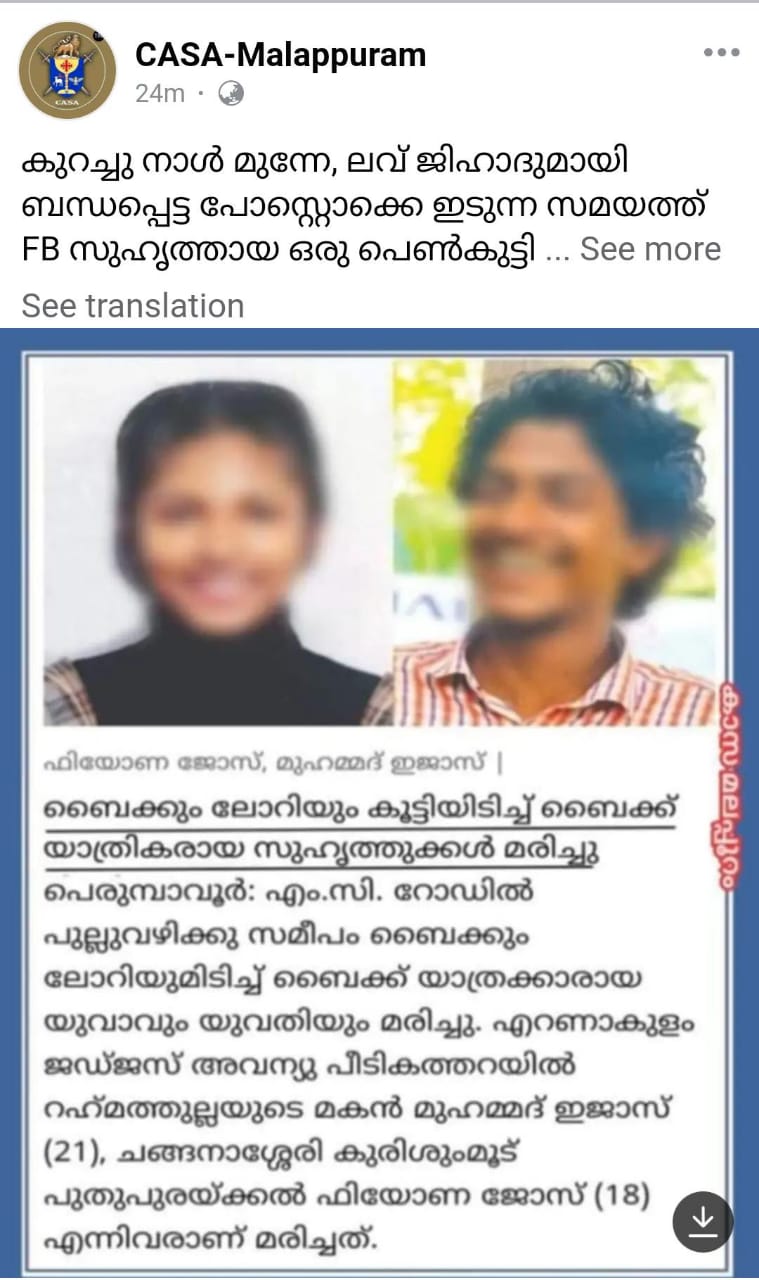 CASA-Malappuram
24m ·
CASA
കുറച്ചു നാൾ മുന്നേ, ലവ് ജിഹാദുമായി
ബന്ധപ്പെട്ട പോസ്റ്റൊക്കെ ഇടുന്ന സമയത്ത്
FB സുഹൃത്തായ ഒരു പെൺകുട്ടി ... See more
See translation
ഫിയോണ ജോസ്, മുഹമ്മദ് ഇജാസ് |
ബൈക്കും ലോറിയും കൂട്ടിയിടിച്ച് ബൈക്ക്
യാത്രികരായ സുഹൃത്തുക്കൾ മരിച്ചു
പെരുമ്പാവൂർ: എം.സി. റോഡിൽ
പുല്ലുവഴിക്കു സമീപം ബൈക്കും
ലോറിയുമിടിച്ച് ബൈക്ക് യാത്രക്കാരായ
യുവാവും യുവതിയും മരിച്ചു. എറണാകുളം
ജഡ്ജസ് അവന്യു പീടികത്തറയിൽ
റഹ്മത്തുല്ലയുടെ മകൻ മുഹമ്മദ് ഇജാസ്
(21), ചങ്ങനാശ്ശേരി കുരിശുംമൂട്
പുതുപുരയ്ക്കൽ ഫിയോണ ജോസ് (18)
എന്നിവരാണ് മരിച്ചത്.